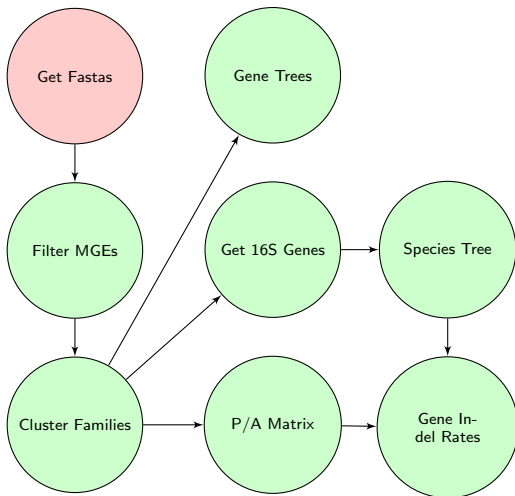 Get Fastas
Gene Trees
Filter MGEs
Get 16S Genes
Species Tree
Cluster Families
P/A Matrix
Gene In-
del Rates